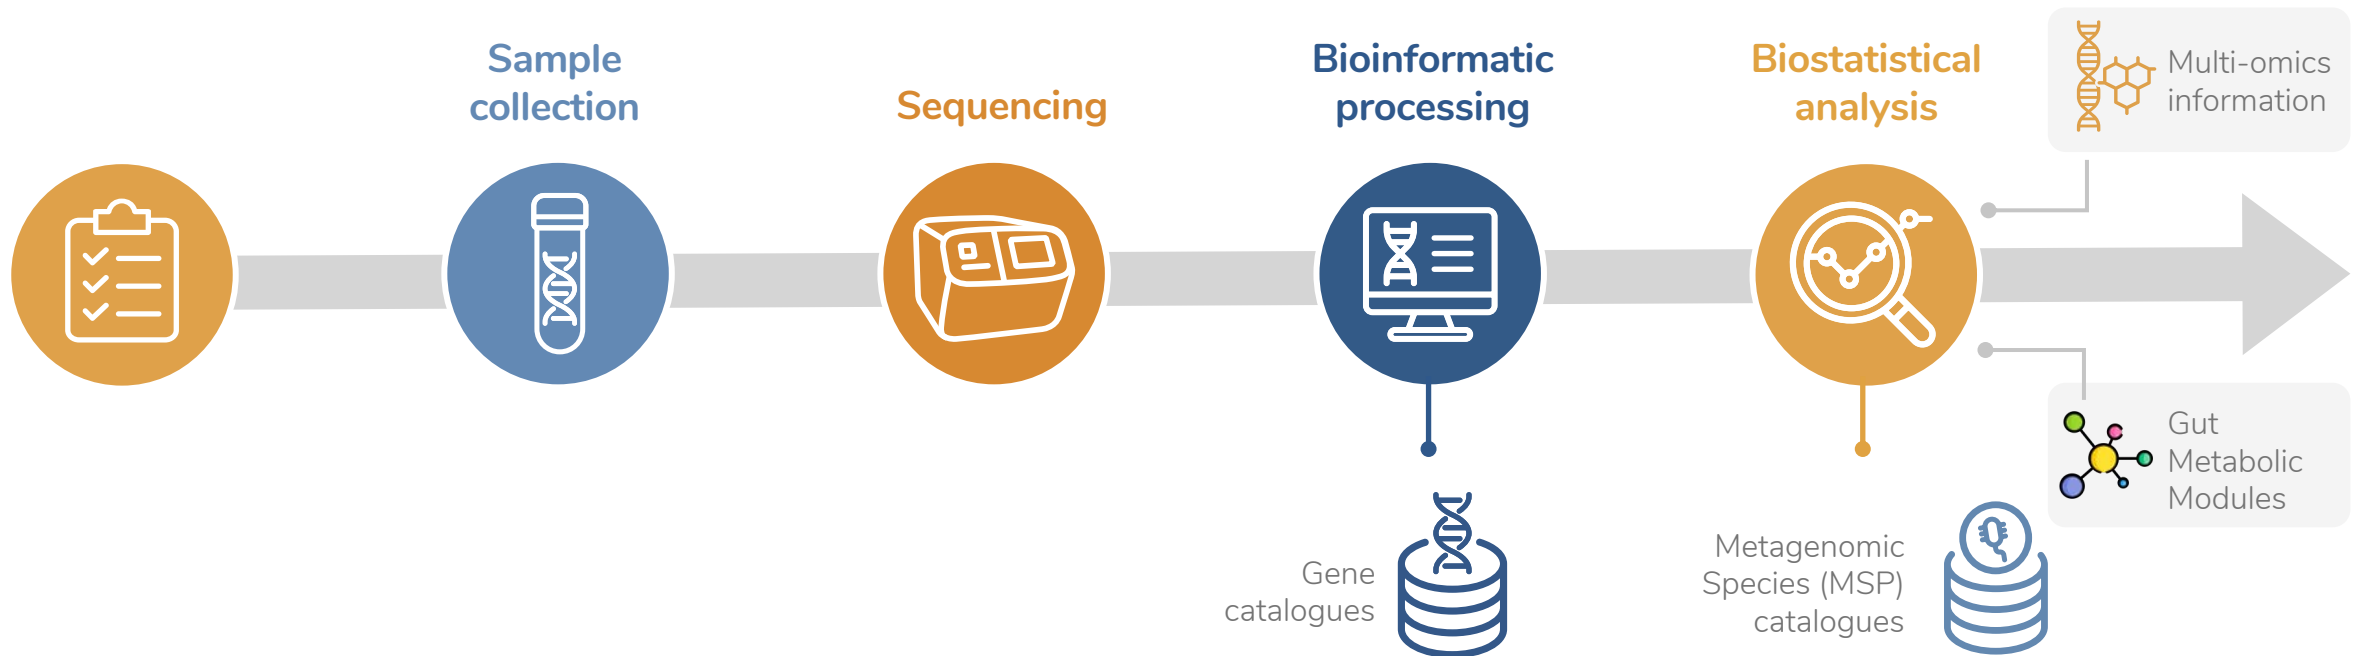 Sample
collection
Sequencing
Bioinformatic
processing
Biostatistical
analysis
Multi-omics
information
Gut
Metabolic
Modules
Gene
catalogues
Metagenomic
Species (MSP)
catalogues